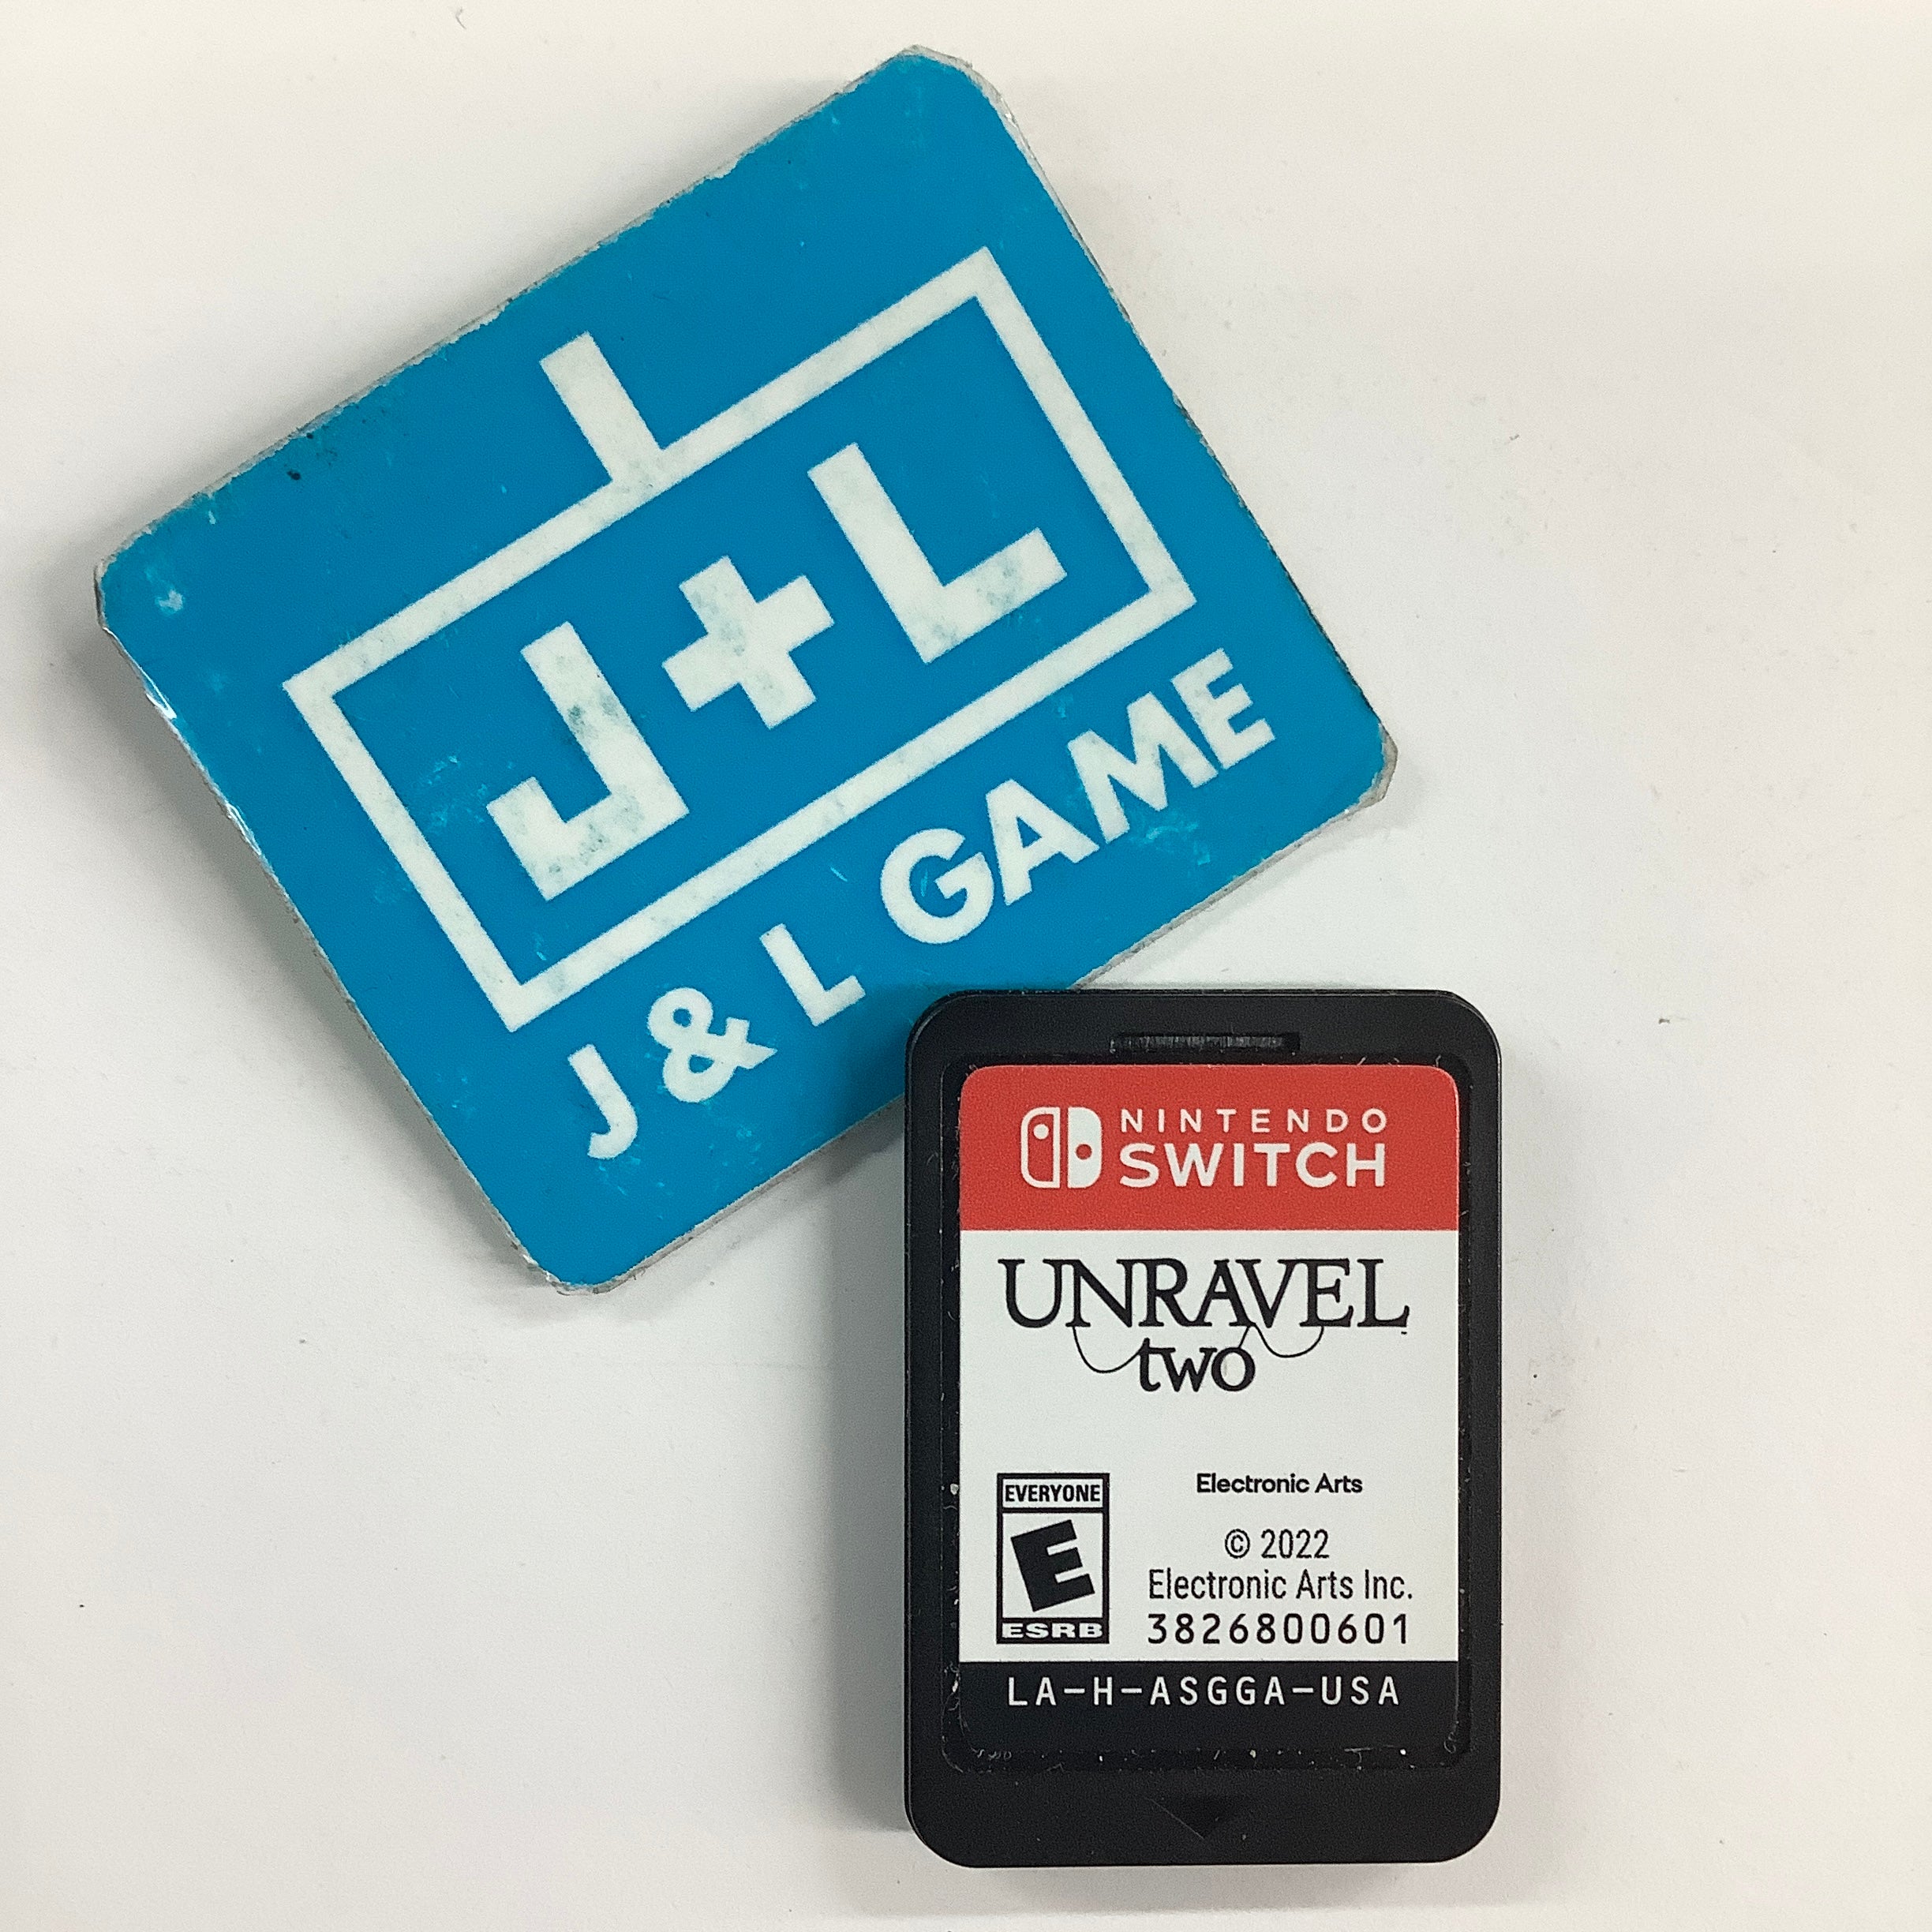 J+L
J & L GAME
NINTENDO
SWITCH
UNRAVEL
two
EVERYONE
E
ESRB
Electronic Arts
© 2022
Electronic Arts Inc.
3826800601
LA-H-ASGGA-USA